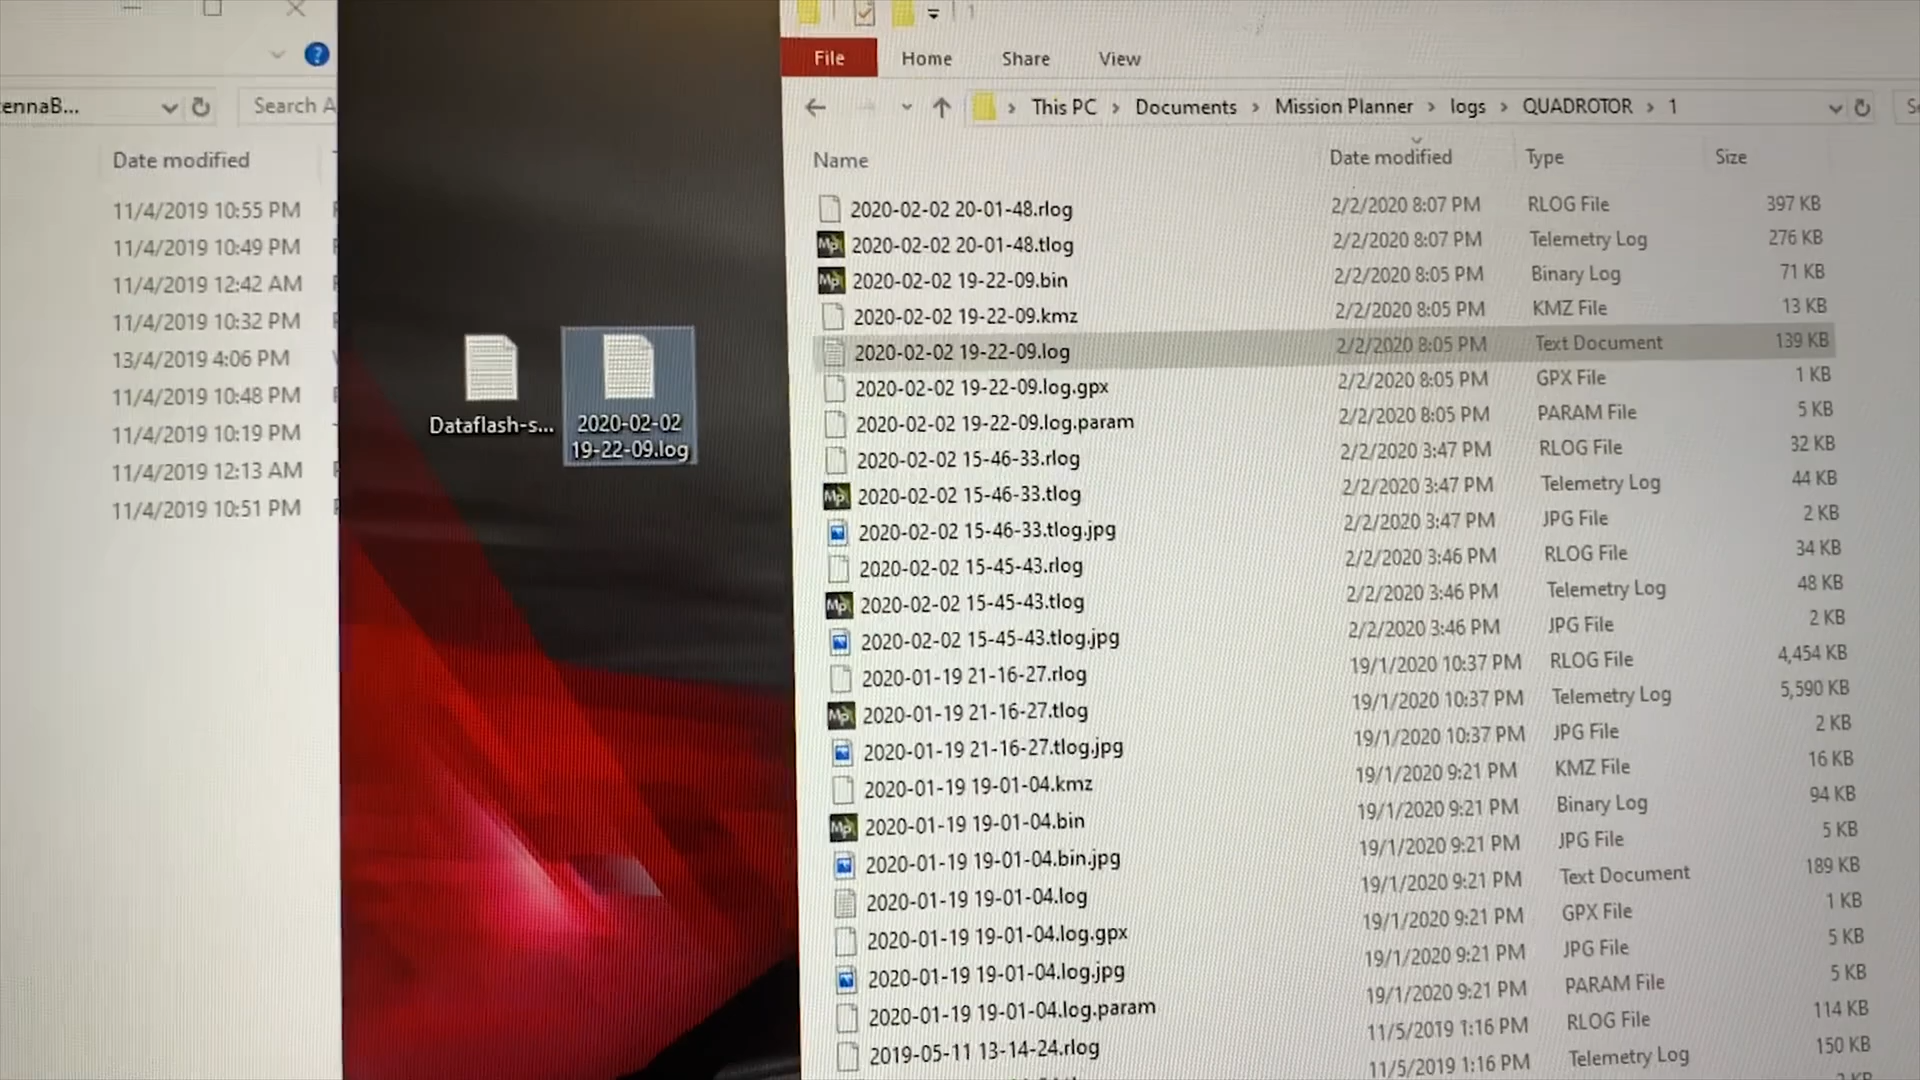 ennaB...
Search A
Date modified
11/4/2019 10:55 PM
11/4/2019 10:49 PM
11/4/2019 12:42 AM
11/4/2019 10:32 PM
13/4/2019 4:06 PM
11/4/2019 10:48 PM
11/4/2019 10:19 PM
11/4/2019 12:13 AM
11/4/2019 10:51 PM
Dataflash-s...
2020-02-02
19-22-09.log
1
File Home Share View
This PC > Documents > Mission Planner > logs > QUADROTOR > 1
Name Date modified Type Size
2020-02-02 20-01-48.rlog 2/2/2020 8:07 PM RLOG File 397 KB
2020-02-02 20-01-48.tlog 2/2/2020 8:07 PM Telemetry Log 276 KB
2020-02-02 19-22-09.bin 2/2/2020 8:05 PM Binary Log 71 KB
2020-02-02 19-22-09.kmz 2/2/2020 8:05 PM KMZ File 13 KB
2020-02-02 19-22-09.log 2/2/2020 8:05 PM Text Document 139 KB
2020-02-02 19-22-09.log.gpx 2/2/2020 8:05 PM GPX File 1 KB
2020-02-02 19-22-09.log.param 2/2/2020 8:05 PM PARAM File 5 KB
2020-02-02 15-46-33.rlog 2/2/2020 3:47 PM RLOG File 32 KB
2020-02-02 15-46-33.tlog 2/2/2020 3:47 PM Telemetry Log 44 KB
2020-02-02 15-46-33.tlog.jpg 2/2/2020 3:47 PM JPG File 2 KB
2020-02-02 15-45-43.rlog 2/2/2020 3:46 PM RLOG File 34 KB
2020-02-02 15-45-43.tlog 2/2/2020 3:46 PM Telemetry Log 48 KB
2020-02-02 15-45-43.tlog.jpg 2/2/2020 3:46 PM JPG File 2 KB
2020-01-19 21-16-27.rlog 19/1/2020 10:37 PM RLOG File 4,454 KB
2020-01-19 21-16-27.tlog 19/1/2020 10:37 PM Telemetry Log 5,590 KB
2020-01-19 21-16-27.tlog.jpg 19/1/2020 10:37 PM JPG File 2 KB
2020-01-19 19-01-04.kmz 19/1/2020 9:21 PM KMZ File 16 KB
2020-01-19 19-01-04.bin 19/1/2020 9:21 PM Binary Log 94 KB
2020-01-19 19-01-04.bin.jpg 19/1/2020 9:21 PM JPG File 5 KB
2020-01-19 19-01-04.log 19/1/2020 9:21 PM Text Document 189 KB
2020-01-19 19-01-04.log.gpx 19/1/2020 9:21 PM GPX File 1 KB
2020-01-19 19-01-04.log.jpg 19/1/2020 9:21 PM JPG File 5 KB
2020-01-19 19-01-04.log.param 19/1/2020 9:21 PM PARAM File 5 KB
2019-05-11 13-14-24.rlog 11/5/2019 1:16 PM RLOG File 114 KB
11/5/2019 1:16 PM Telemetry Log 150 KB